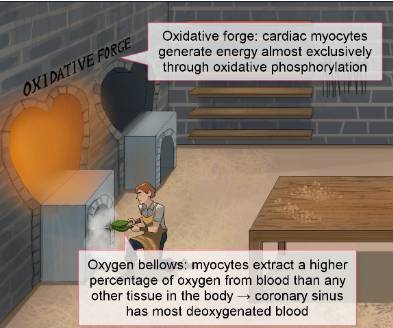 Oxidative forge: cardiac myocytes
generate energy almost exclusively
through oxidative phosphorylation
OXIDATIVE FORGE
Oxygen bellows: myocytes extract a higher
percentage of oxygen from blood than any
other tissue in the body → coronary sinus
has most deoxygenated blood